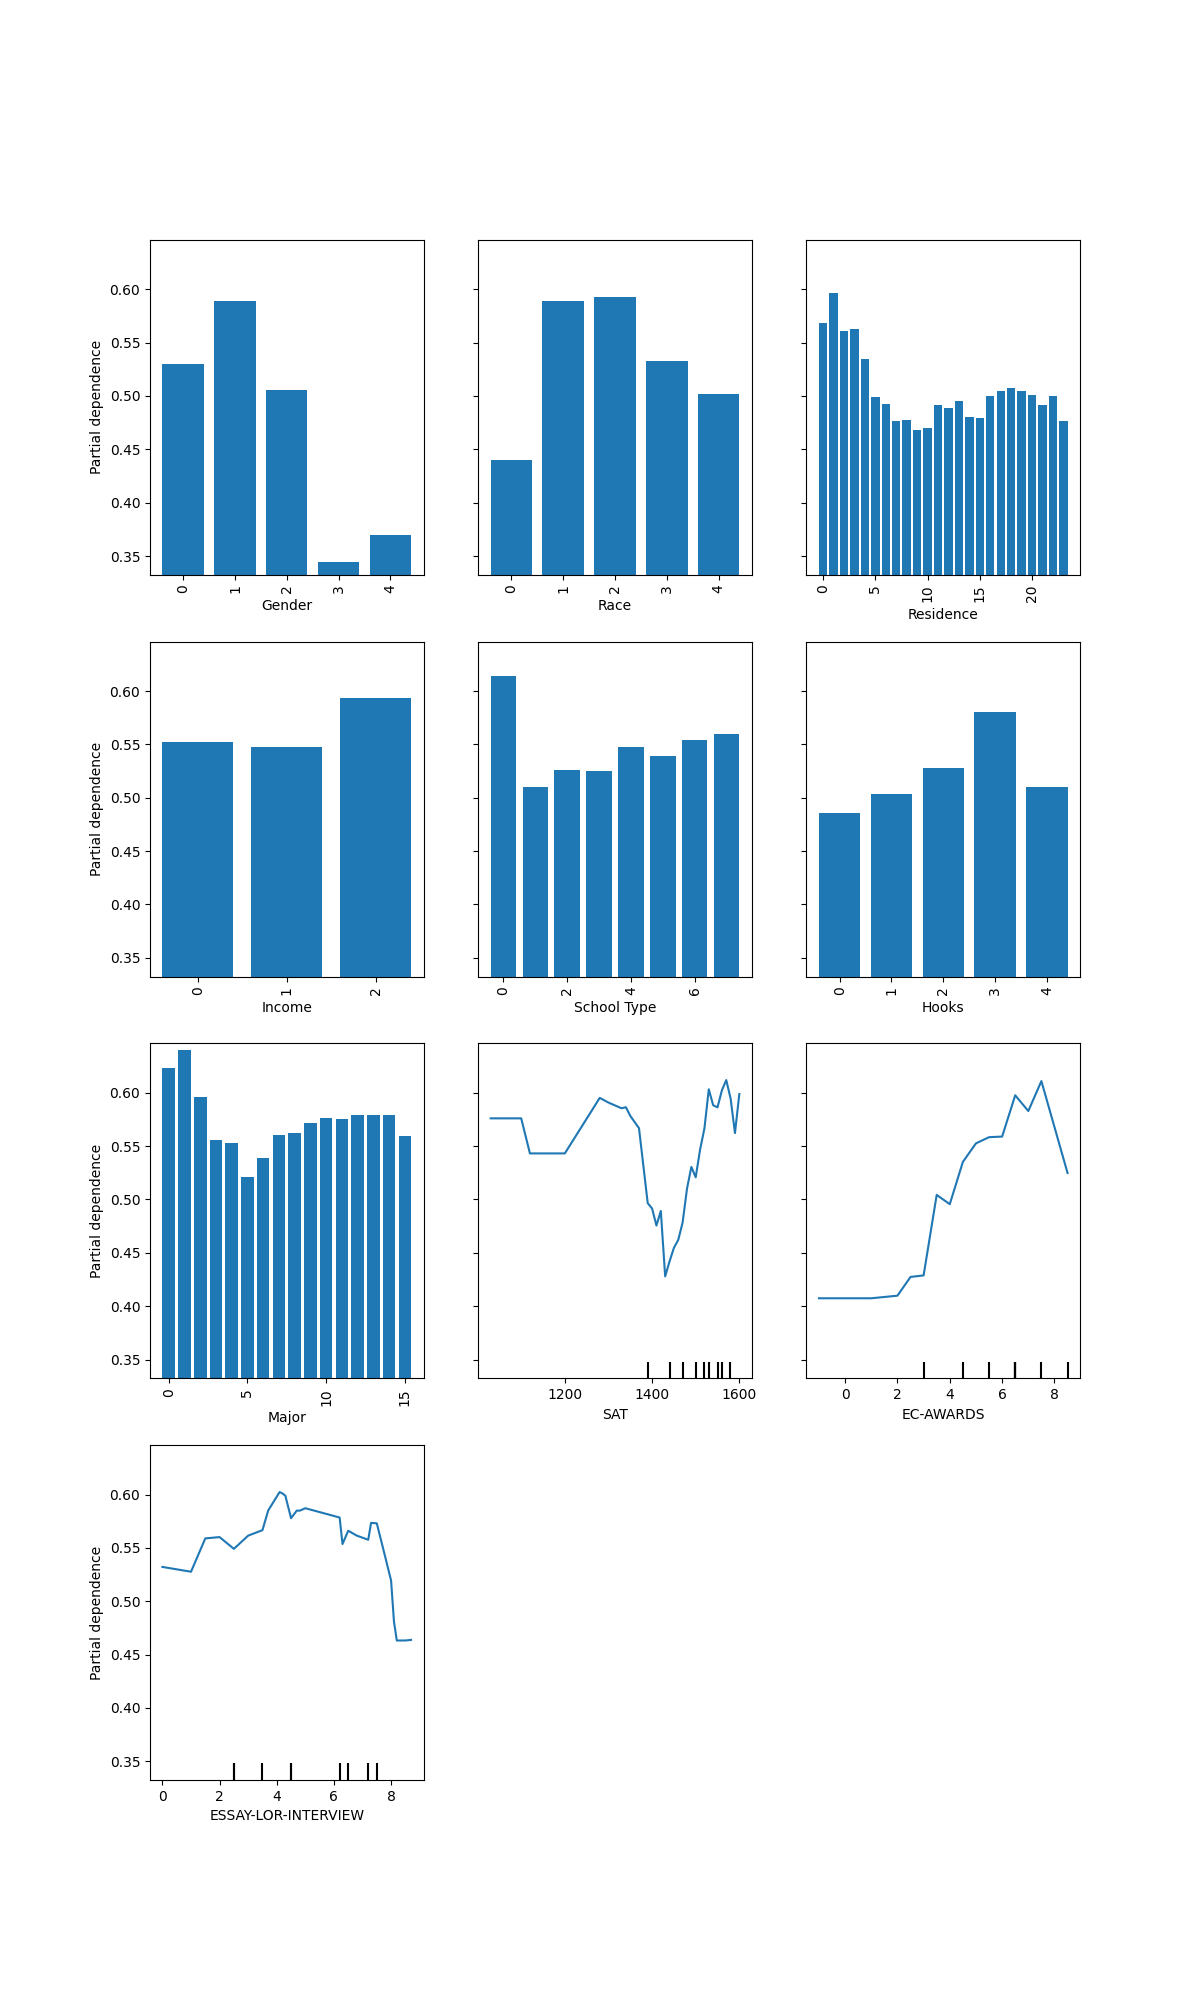 0.60
0.55
0.50
0.45
0.40
0.35
Partial dependence
0 1 2 3 4
Gender
0 1 2 3 4
Race
0 5 10 15 20
Residence
0.60
0.55
0.50
0.45
0.40
0.35
Partial dependence
0 1 2
Income
0 2 4 6
School Type
0 1 2 3 4
Hooks
0.60
0.55
0.50
0.45
0.40
0.35
Partial dependence
0 5 10 15
Major
1200 1400 1600
SAT
0 2 4 6 8
EC-AWARDS
0.60
0.55
0.50
0.45
0.40
0.35
Partial dependence
0 2 4 6 8
ESSAY-LOR-INTERVIEW